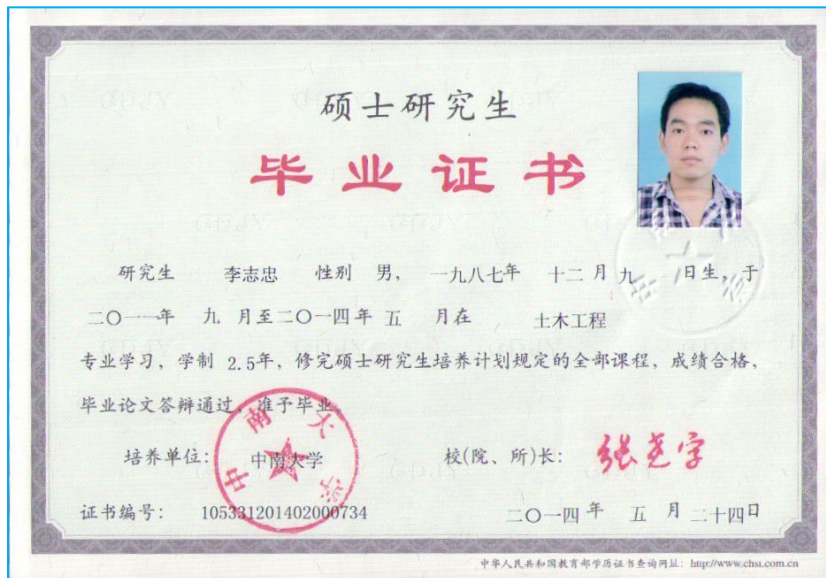 硕士研究生
毕业证书
研究生 李志忠 性别 男， 一九八七年 十二月九 日生，于
二〇一一年 九 月至二〇一四年 五 月在 土木工程
专业学习，学制 2.5年，修完硕士研究生培养计划规定的全部课程，成绩合格，
毕业论文答辩通过，准予毕业。
培养单位： 中南大学 校(院、所)长： 张尧学
中南大学
证书编号： 105331201402000734 二〇一四年 五 月 二十四日
中华人民共和国教育部学历证书查询网址：http://www.chsi.com.cn